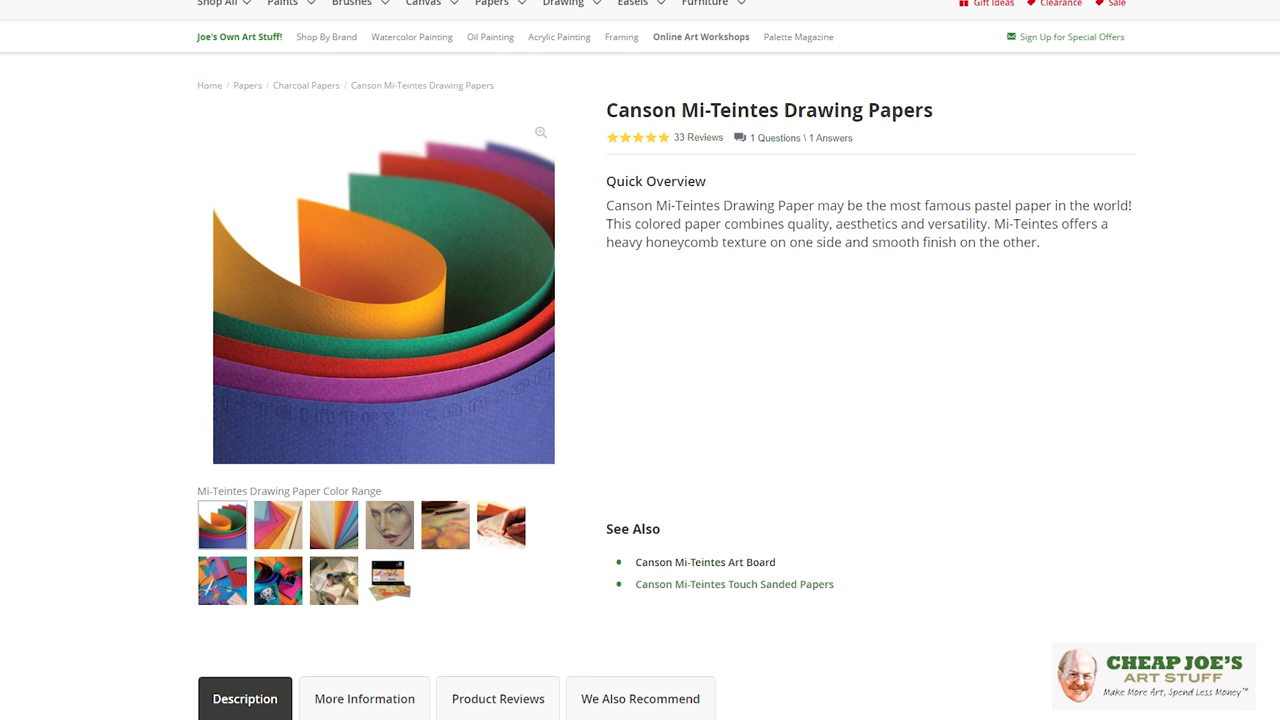 Shop All Paints Brushes Canvas Papers Drawing Easels Furniture Gift Ideas Clearance Sale
Joe's Own Art Stuff! Shop By Brand Watercolor Painting Oil Painting Acrylic Painting Framing Online Art Workshops Palette Magazine Sign Up for Special Offers
Home / Papers / Charcoal Papers / Canson Mi-Teintes Drawing Papers
Canson Mi-Teintes Drawing Papers
33 Reviews 1 Questions \ 1 Answers
Quick Overview
Canson Mi-Teintes Drawing Paper may be the most famous pastel paper in the world!
This colored paper combines quality, aesthetics and versatility. Mi-Teintes offers a
heavy honeycomb texture on one side and smooth finish on the other.
Mi-Teintes Drawing Paper Color Range
See Also
Canson Mi-Teintes Art Board
Canson Mi-Teintes Touch Sanded Papers
CHEAP JOE'S
ART STUFF
Make More Art, Spend Less Money™
Description More Information Product Reviews We Also Recommend